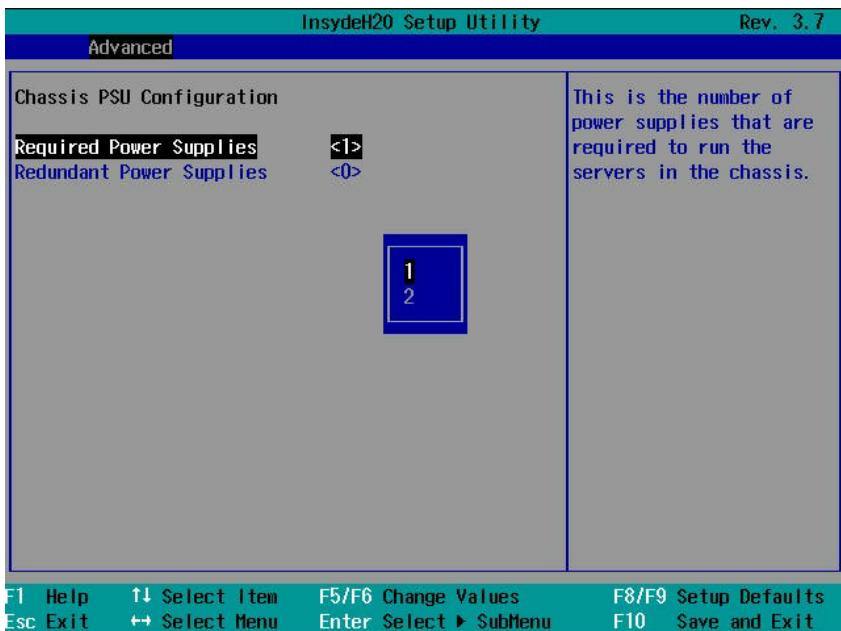 InsydeH20 Setup Utility Rev. 3.7
Advanced
Chassis PSU Configuration
Required Power Supplies <1>
Redundant Power Supplies <0>
1
2
This is the number of
power supplies that are
required to run the
servers in the chassis.
F1 Help ↑↓ Select Item F5/F6 Change Values F8/F9 Setup Defaults
Esc Exit ↔ Select Menu Enter Select ▶ SubMenu F10 Save and Exit